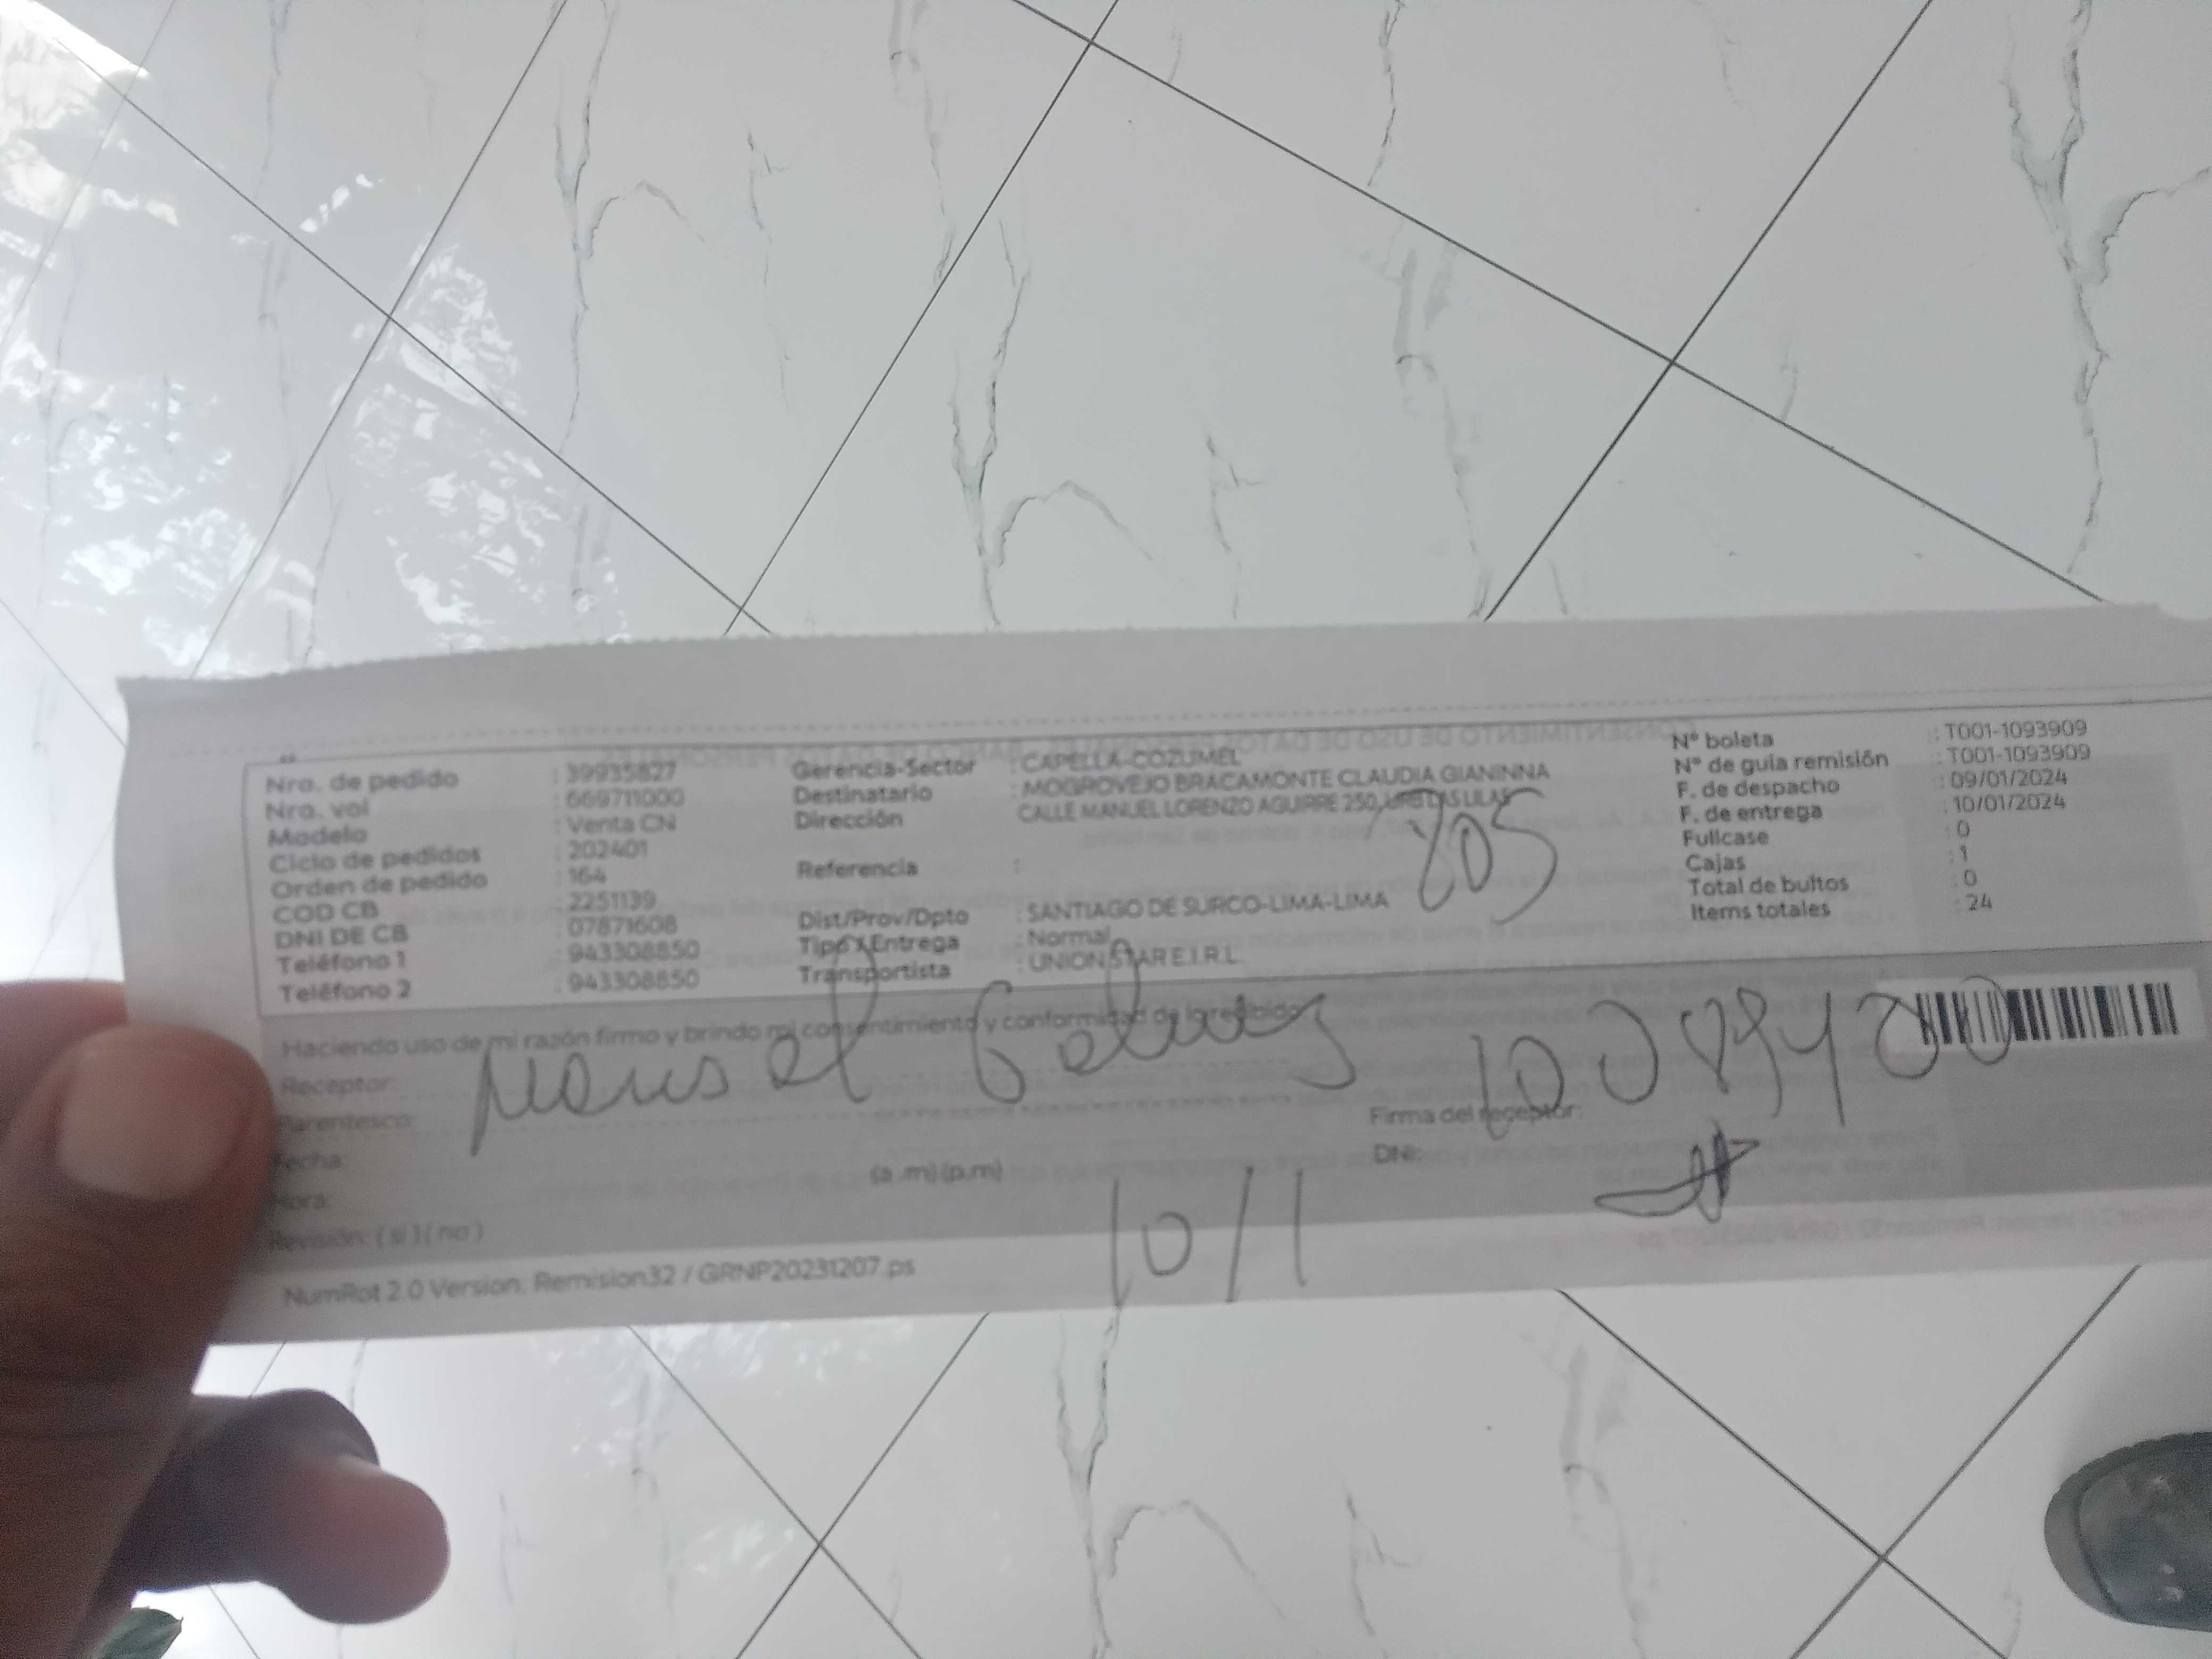 Nro. de pedido : 39935827
Nro. vol : 669711000
Modelo : Venta CN
Ciclo de pedidos : 202401
Orden de pedido : 164
COD CB : 2251139
DNI DE CB : 07871608
Teléfono 1 : 943308850
Teléfono 2 : 943308850
Gerencia-Sector : CAPELLA-COZUMEL
Destinatario : MOGROVEJO BRACAMONTE CLAUDIA GIANINNA
Dirección CALLE MANUEL LORENZO AGUIRRE 250, URB LAS LILAS
805
Referencia :
Dist/Prov/Dpto : SANTIAGO DE SURCO-LIMA-LIMA
Tipo Entrega : Normal
Transportista : UNION STAR E.I.R.L.
N° boleta : T001-1093909
N° de guia remisión : T001-1093909
F. de despacho : 09/01/2024
F. de entrega : 10/01/2024
Fullcase : 0
Cajas : 1
Total de bultos : 0
Items totales : 24
Haciendo uso de mi razón firmo y brindo mi consentimiento y conformidad de lo recibido
Receptor:
Parentesco:
Fecha:
Hora: (a.m)(p.m)
Revisión: (si)(no)
Firma del receptor:
DNI:
10/1
NumRot 2.0 Version: Remision32 / GRNP20231207.ps